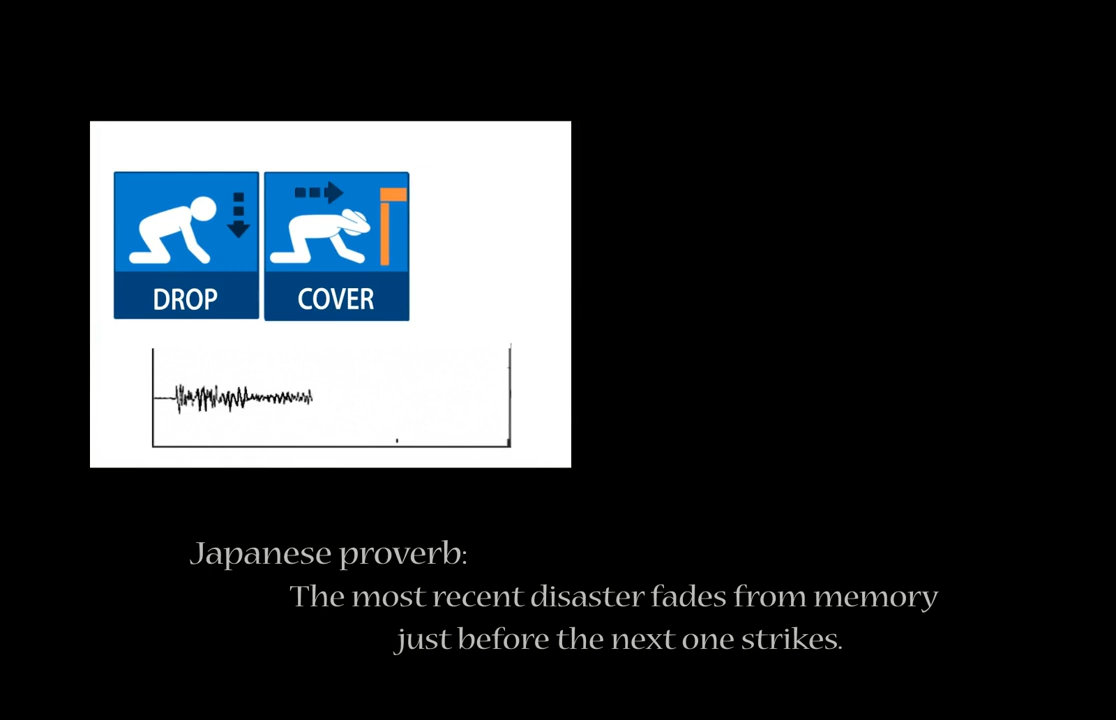 DROP
COVER
Japanese proverb:
The most recent disaster fades from memory
just before the next one strikes.